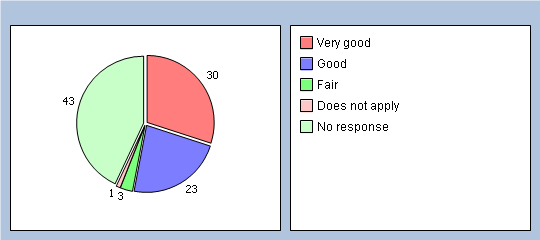 30
43
23
1
3
Very good
Good
Fair
Does not apply
No response